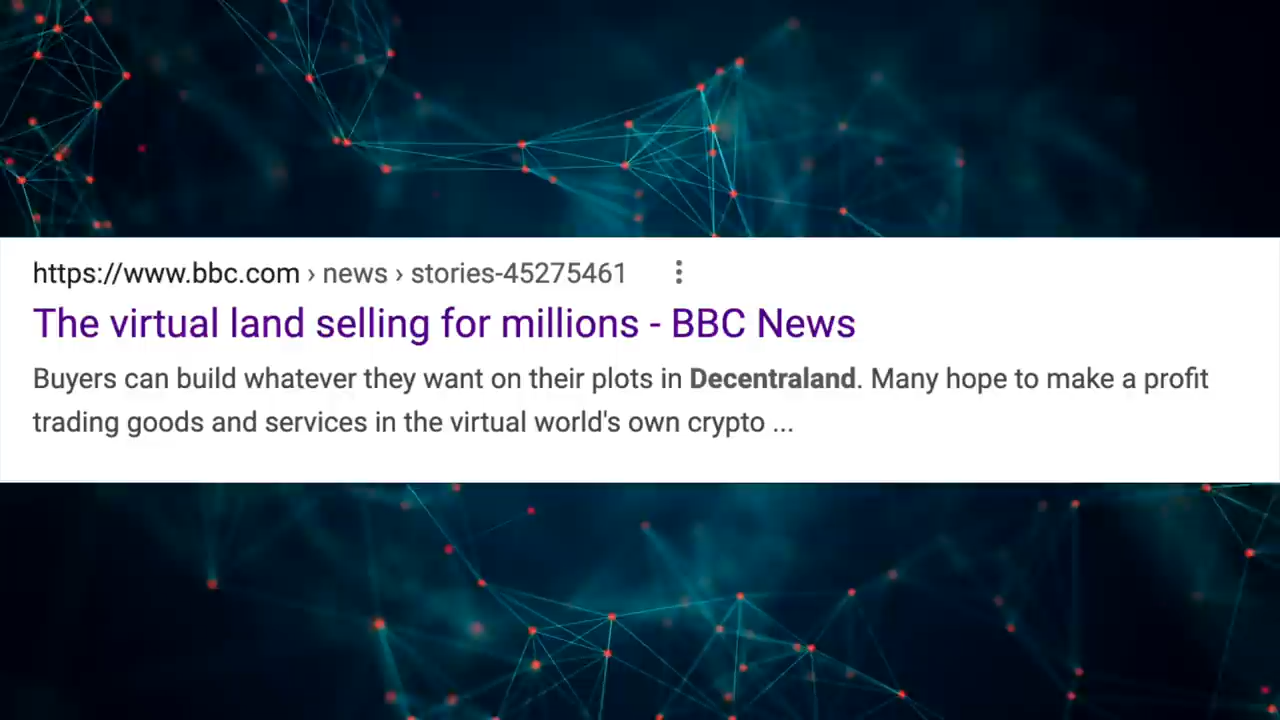 https://www.bbc.com › news › stories-45275461
The virtual land selling for millions - BBC News
Buyers can build whatever they want on their plots in Decentraland. Many hope to make a profit
trading goods and services in the virtual world's own crypto ...